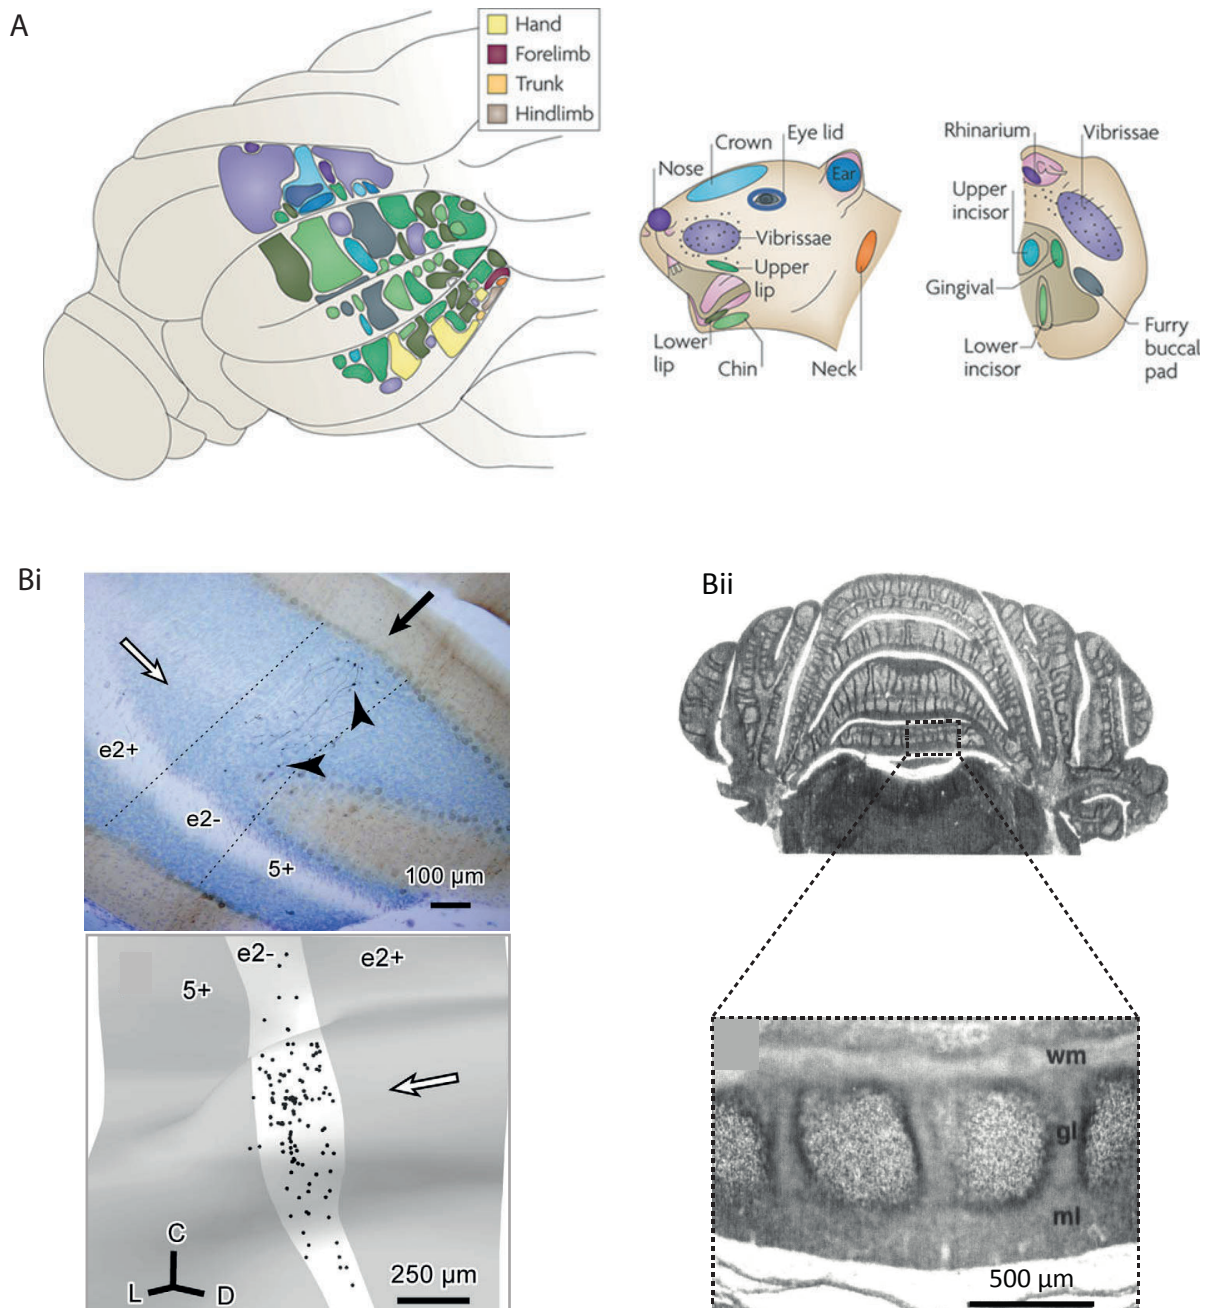 A
Hand
Forelimb
Trunk
Hindlimb
Nose
Crown
Eye lid
Ear
Vibrissae
Upper
lip
Lower
lip
Chin
Neck
Rhinarium
Vibrissae
Upper
incisor
Gingival
Lower
incisor
Furry
buccal
pad
Bi
e2+
e2-
5+
100 µm
e2-
e2+
5+
C
L
D
250 µm
Bii
wm
gl
ml
500 µm